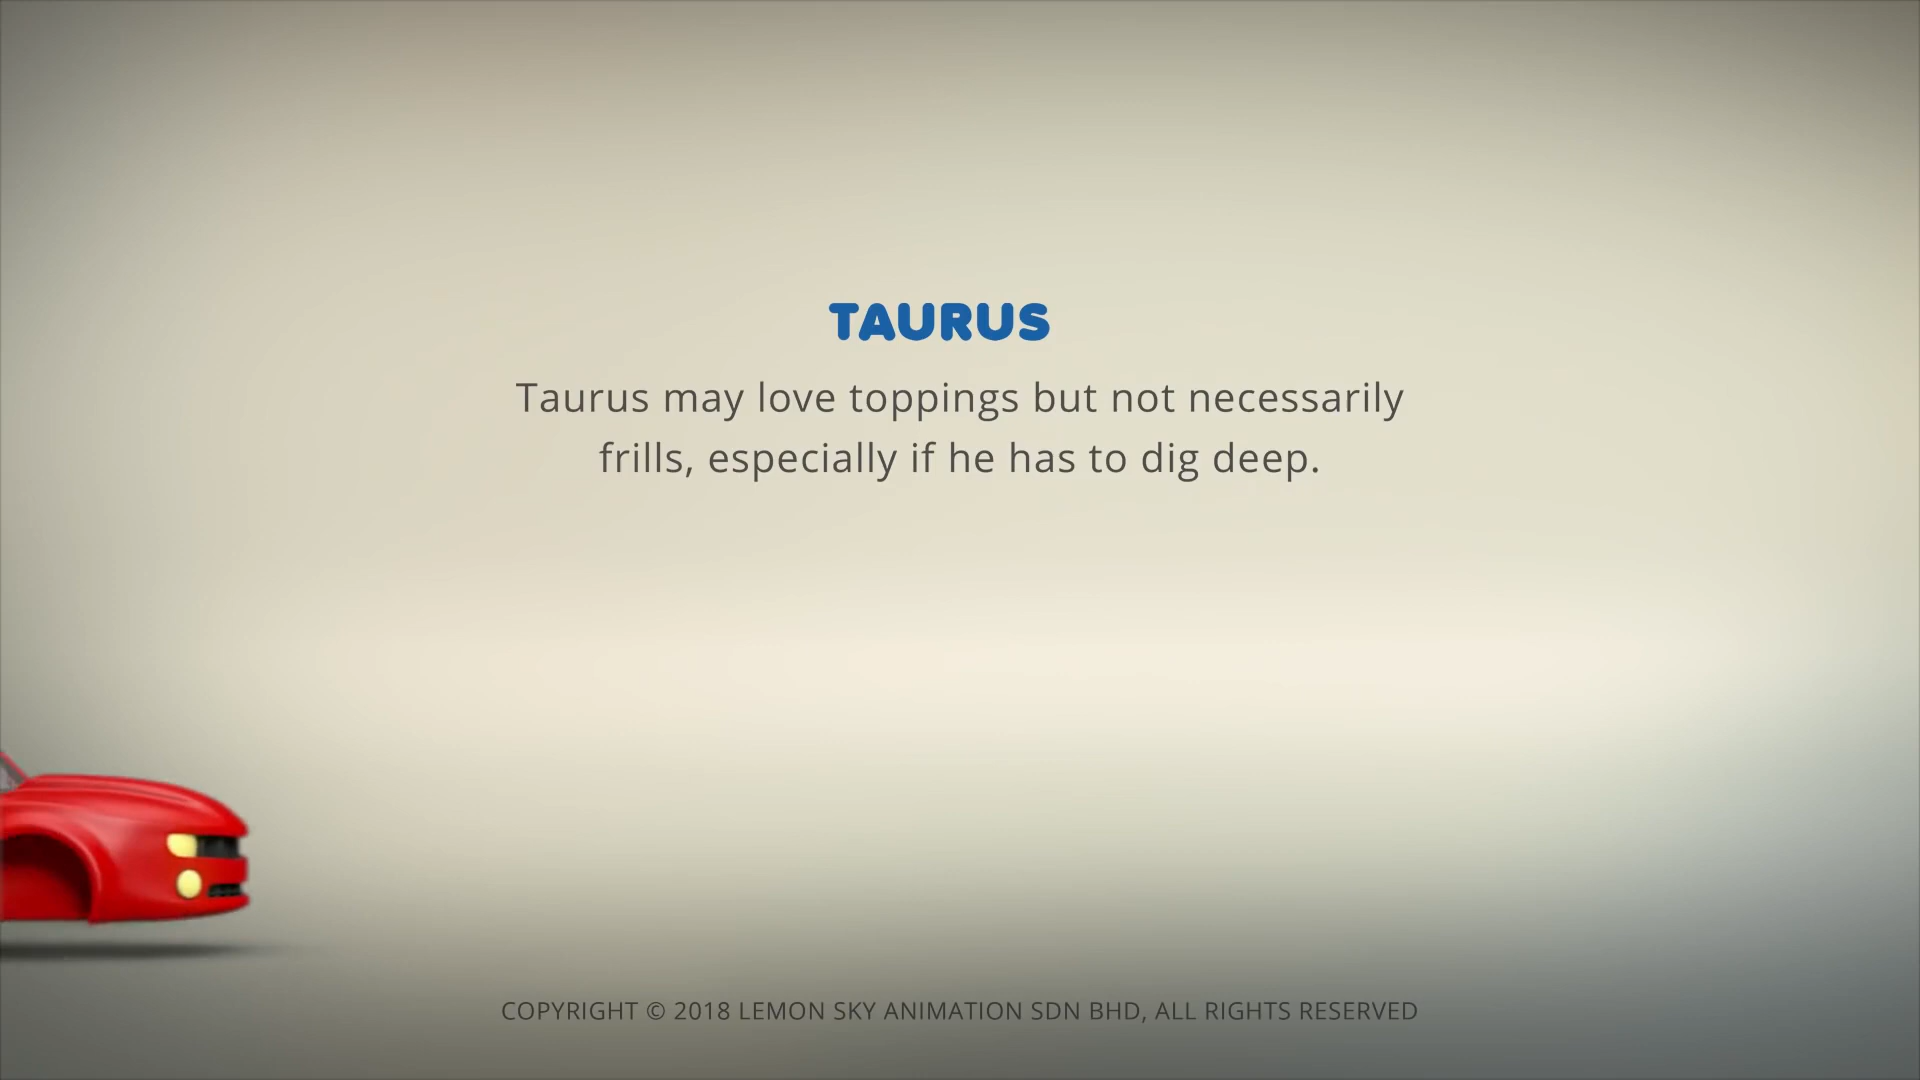 TAURUS
Taurus may love toppings but not necessarily
frills, especially if he has to dig deep.
COPYRIGHT © 2018 LEMON SKY ANIMATION SDN BHD, ALL RIGHTS RESERVED